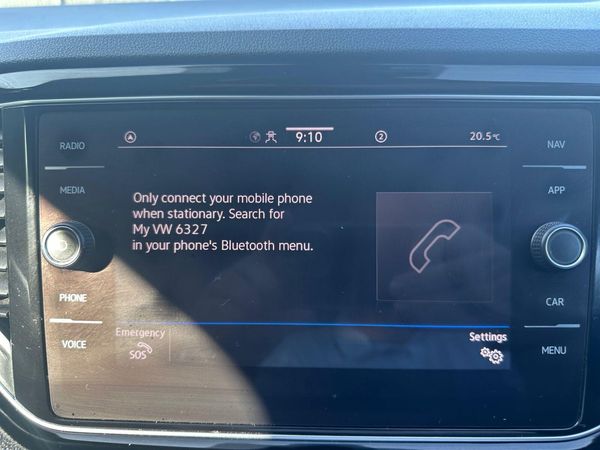 RADIO
9:10
2
20.5°C
NAV
MEDIA
APP
Only connect your mobile phone
when stationary. Search for
My VW 6327
in your phone's Bluetooth menu.
PHONE
CAR
VOICE
Emergency
SOS
Settings
MENU